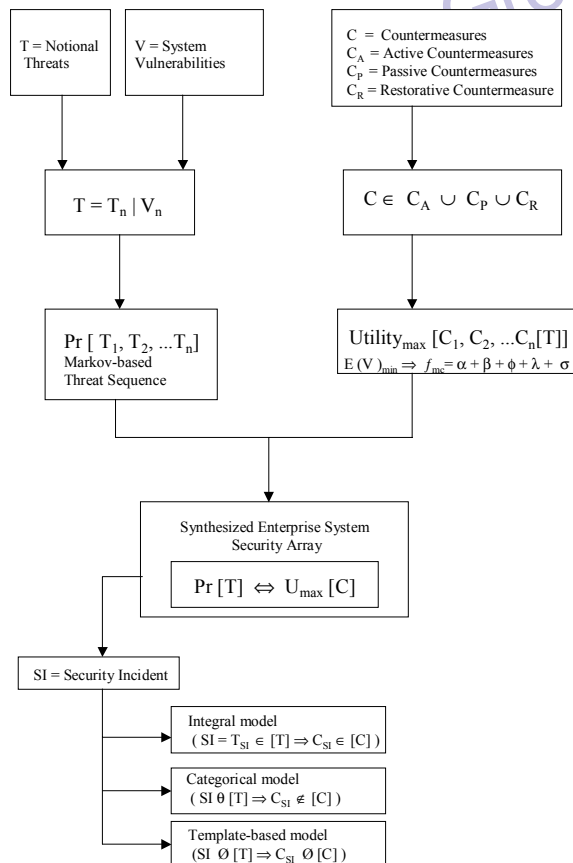 T = Notional
Threats
V = System
Vulnerabilities
C = Countermeasures
C_A = Active Countermeasures
C_P = Passive Countermeasures
C_R = Restorative Countermeasure
T = T_n | V_n
C ∈ C_A ∪ C_P ∪ C_R
Pr [ T_1, T_2, ...T_n]
Markov-based
Threat Sequence
Utility_max [C_1, C_2, ...C_n[T]]
E (V)_min ⇒ f_mc = α + β + ϕ + λ + σ
Synthesized Enterprise System
Security Array
Pr [T] ⇔ U_max [C]
SI = Security Incident
Integral model
( SI = T_SI ∈ [T] ⇒ C_SI ∈ [C] )
Categorical model
( SI θ [T] ⇒ C_SI ∉ [C] )
Template-based model
(SI Ø [T] ⇒ C_SI Ø [C] )